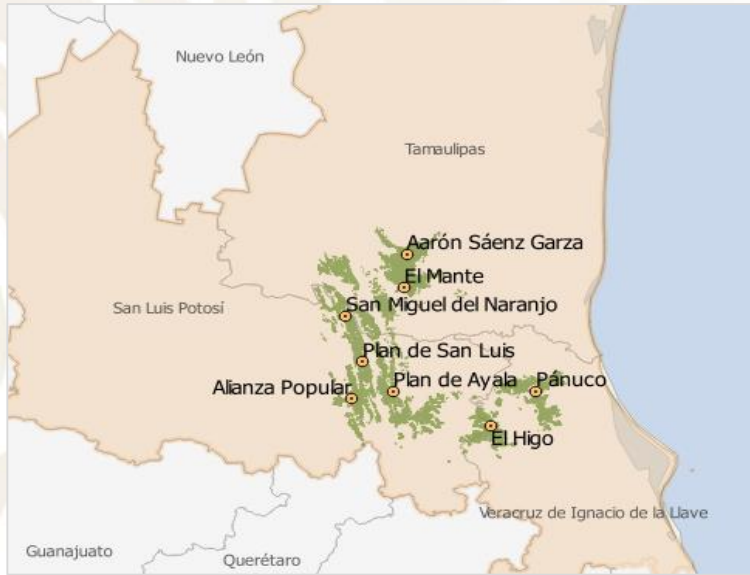 Nuevo León
Tamaulipas
Aarón Sáenz Garza
El Mante
San Luis Potosí
San Miguel del Naranjo
Plan de San Luis
Alianza Popular
Plan de Ayala
Pánuco
El Higo
Veracruz de Ignacio de la Llave
Guanajuato
Querétaro